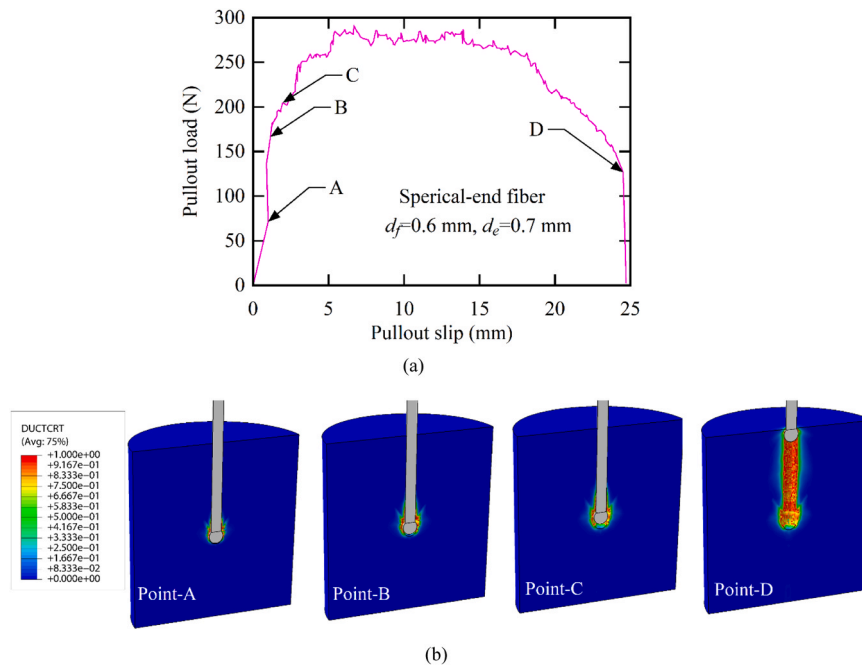 300
250
200
150
100
50
0
Pullout load (N)
C
B
A
D
Sperical-end fiber
d_f=0.6 mm, d_e=0.7 mm
0 5 10 15 20 25
Pullout slip (mm)
(a)
DUCTCRT
(Avg: 75%)
+1.000e+00
+9.167e-01
+8.333e-01
+7.500e-01
+6.667e-01
+5.833e-01
+5.000e-01
+4.167e-01
+3.333e-01
+2.500e-01
+1.667e-01
+8.333e-02
+0.000e+00
Point-A Point-B Point-C Point-D
(b)